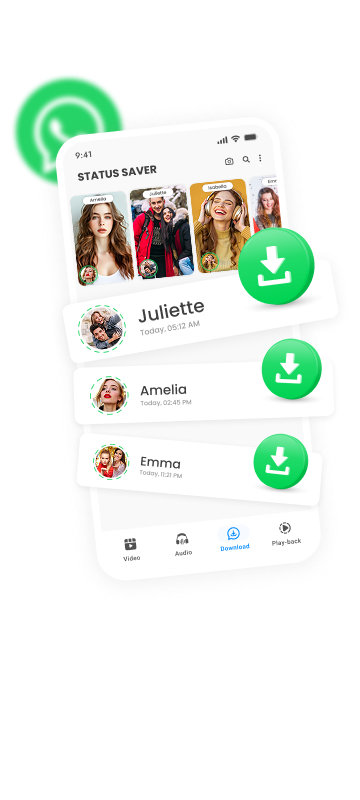 9:41
STATUS SAVER
Amelia
Juliette
Isabella
Juliette
Today, 05:12 AM
Amelia
Today, 02:45 PM
Emma
Today, 11:21 PM
Video
Audio
Download
Play-back